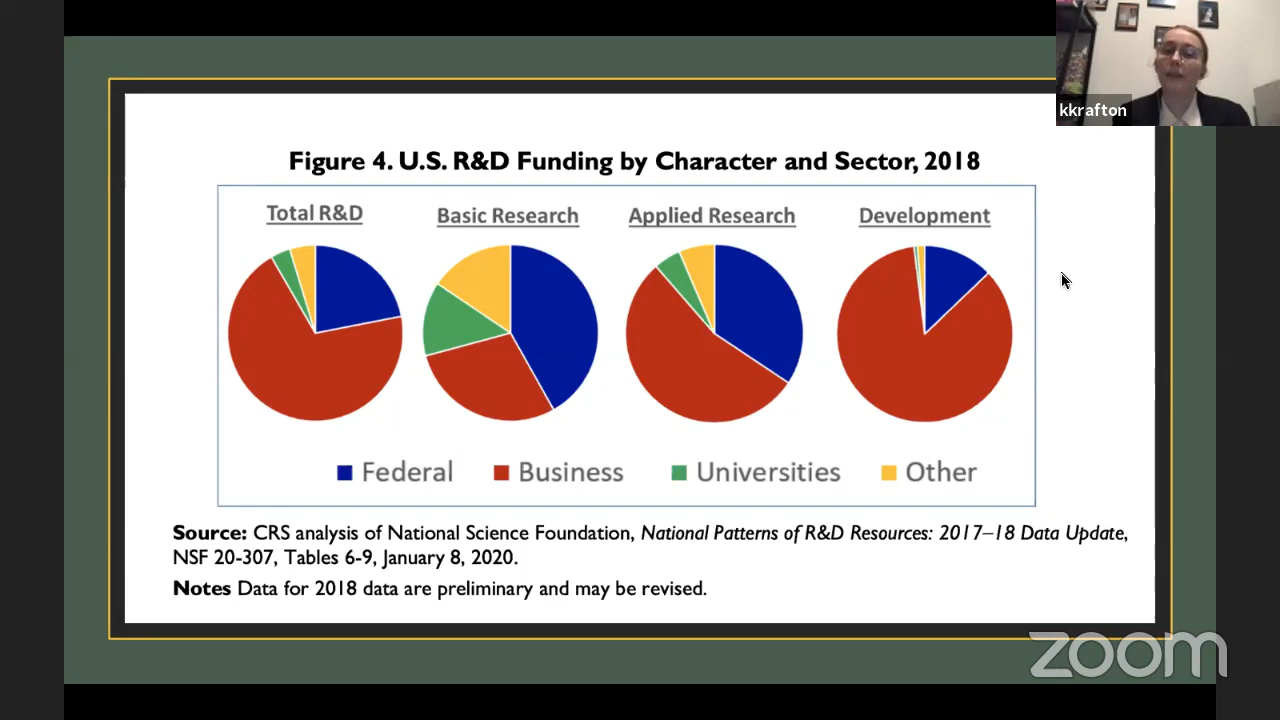 kkrafton
Figure 4. U.S. R&D Funding by Character and Sector, 2018
Total R&D
Basic Research
Applied Research
Development
Federal
Business
Universities
Other
Source: CRS analysis of National Science Foundation, National Patterns of R&D Resources: 2017–18 Data Update,
NSF 20-307, Tables 6-9, January 8, 2020.
Notes Data for 2018 data are preliminary and may be revised.
zoom